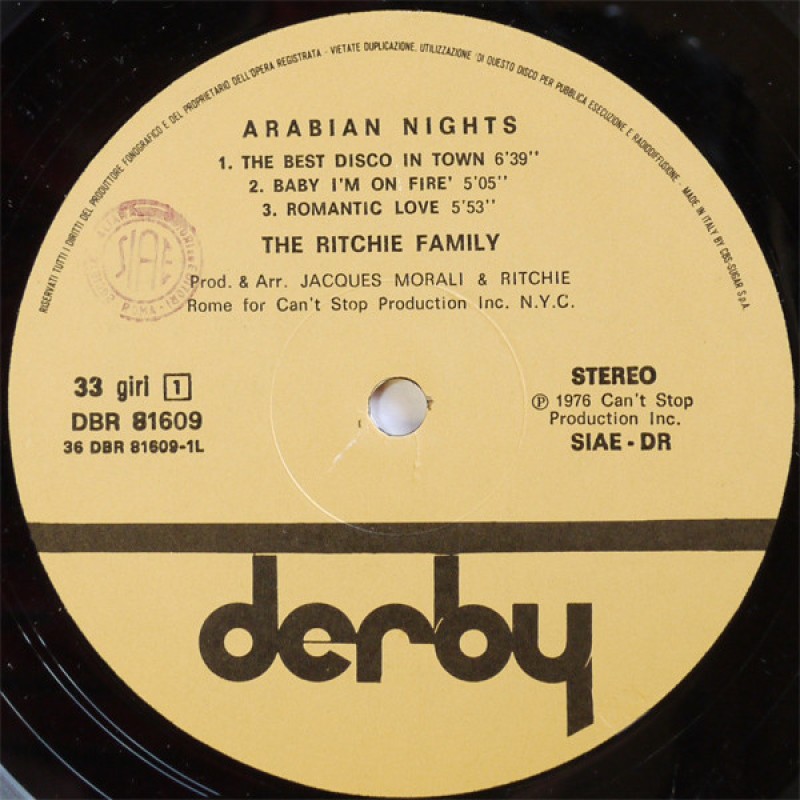 RISERVATI TUTTI I DIRITTI DEL PRODUTTORE FONOGRAFICO E DEL PROPRIETARIO DELL'OPERA REGISTRATA - VIETATE DUPLICAZIONE, UTILIZZAZIONE DI QUESTO DISCO PER PUBBLICA ESECUZIONE E RADIODIFFUSIONE - MADE IN ITALY BY CBS-SUGAR S.p.A.
ARABIAN NIGHTS
1. THE BEST DISCO IN TOWN 6'39''
2. BABY I'M ON FIRE' 5'05''
3. ROMANTIC LOVE 5'53''
THE RITCHIE FAMILY
Prod. & Arr. JACQUES MORALI & RITCHIE
Rome for Can't Stop Production Inc. N.Y.C.
SIAE
ROMA
33 giri 1
DBR 81609
36 DBR 81609-1L
STEREO
Ⓟ 1976 Can't Stop
Production Inc.
SIAE - DR
derby